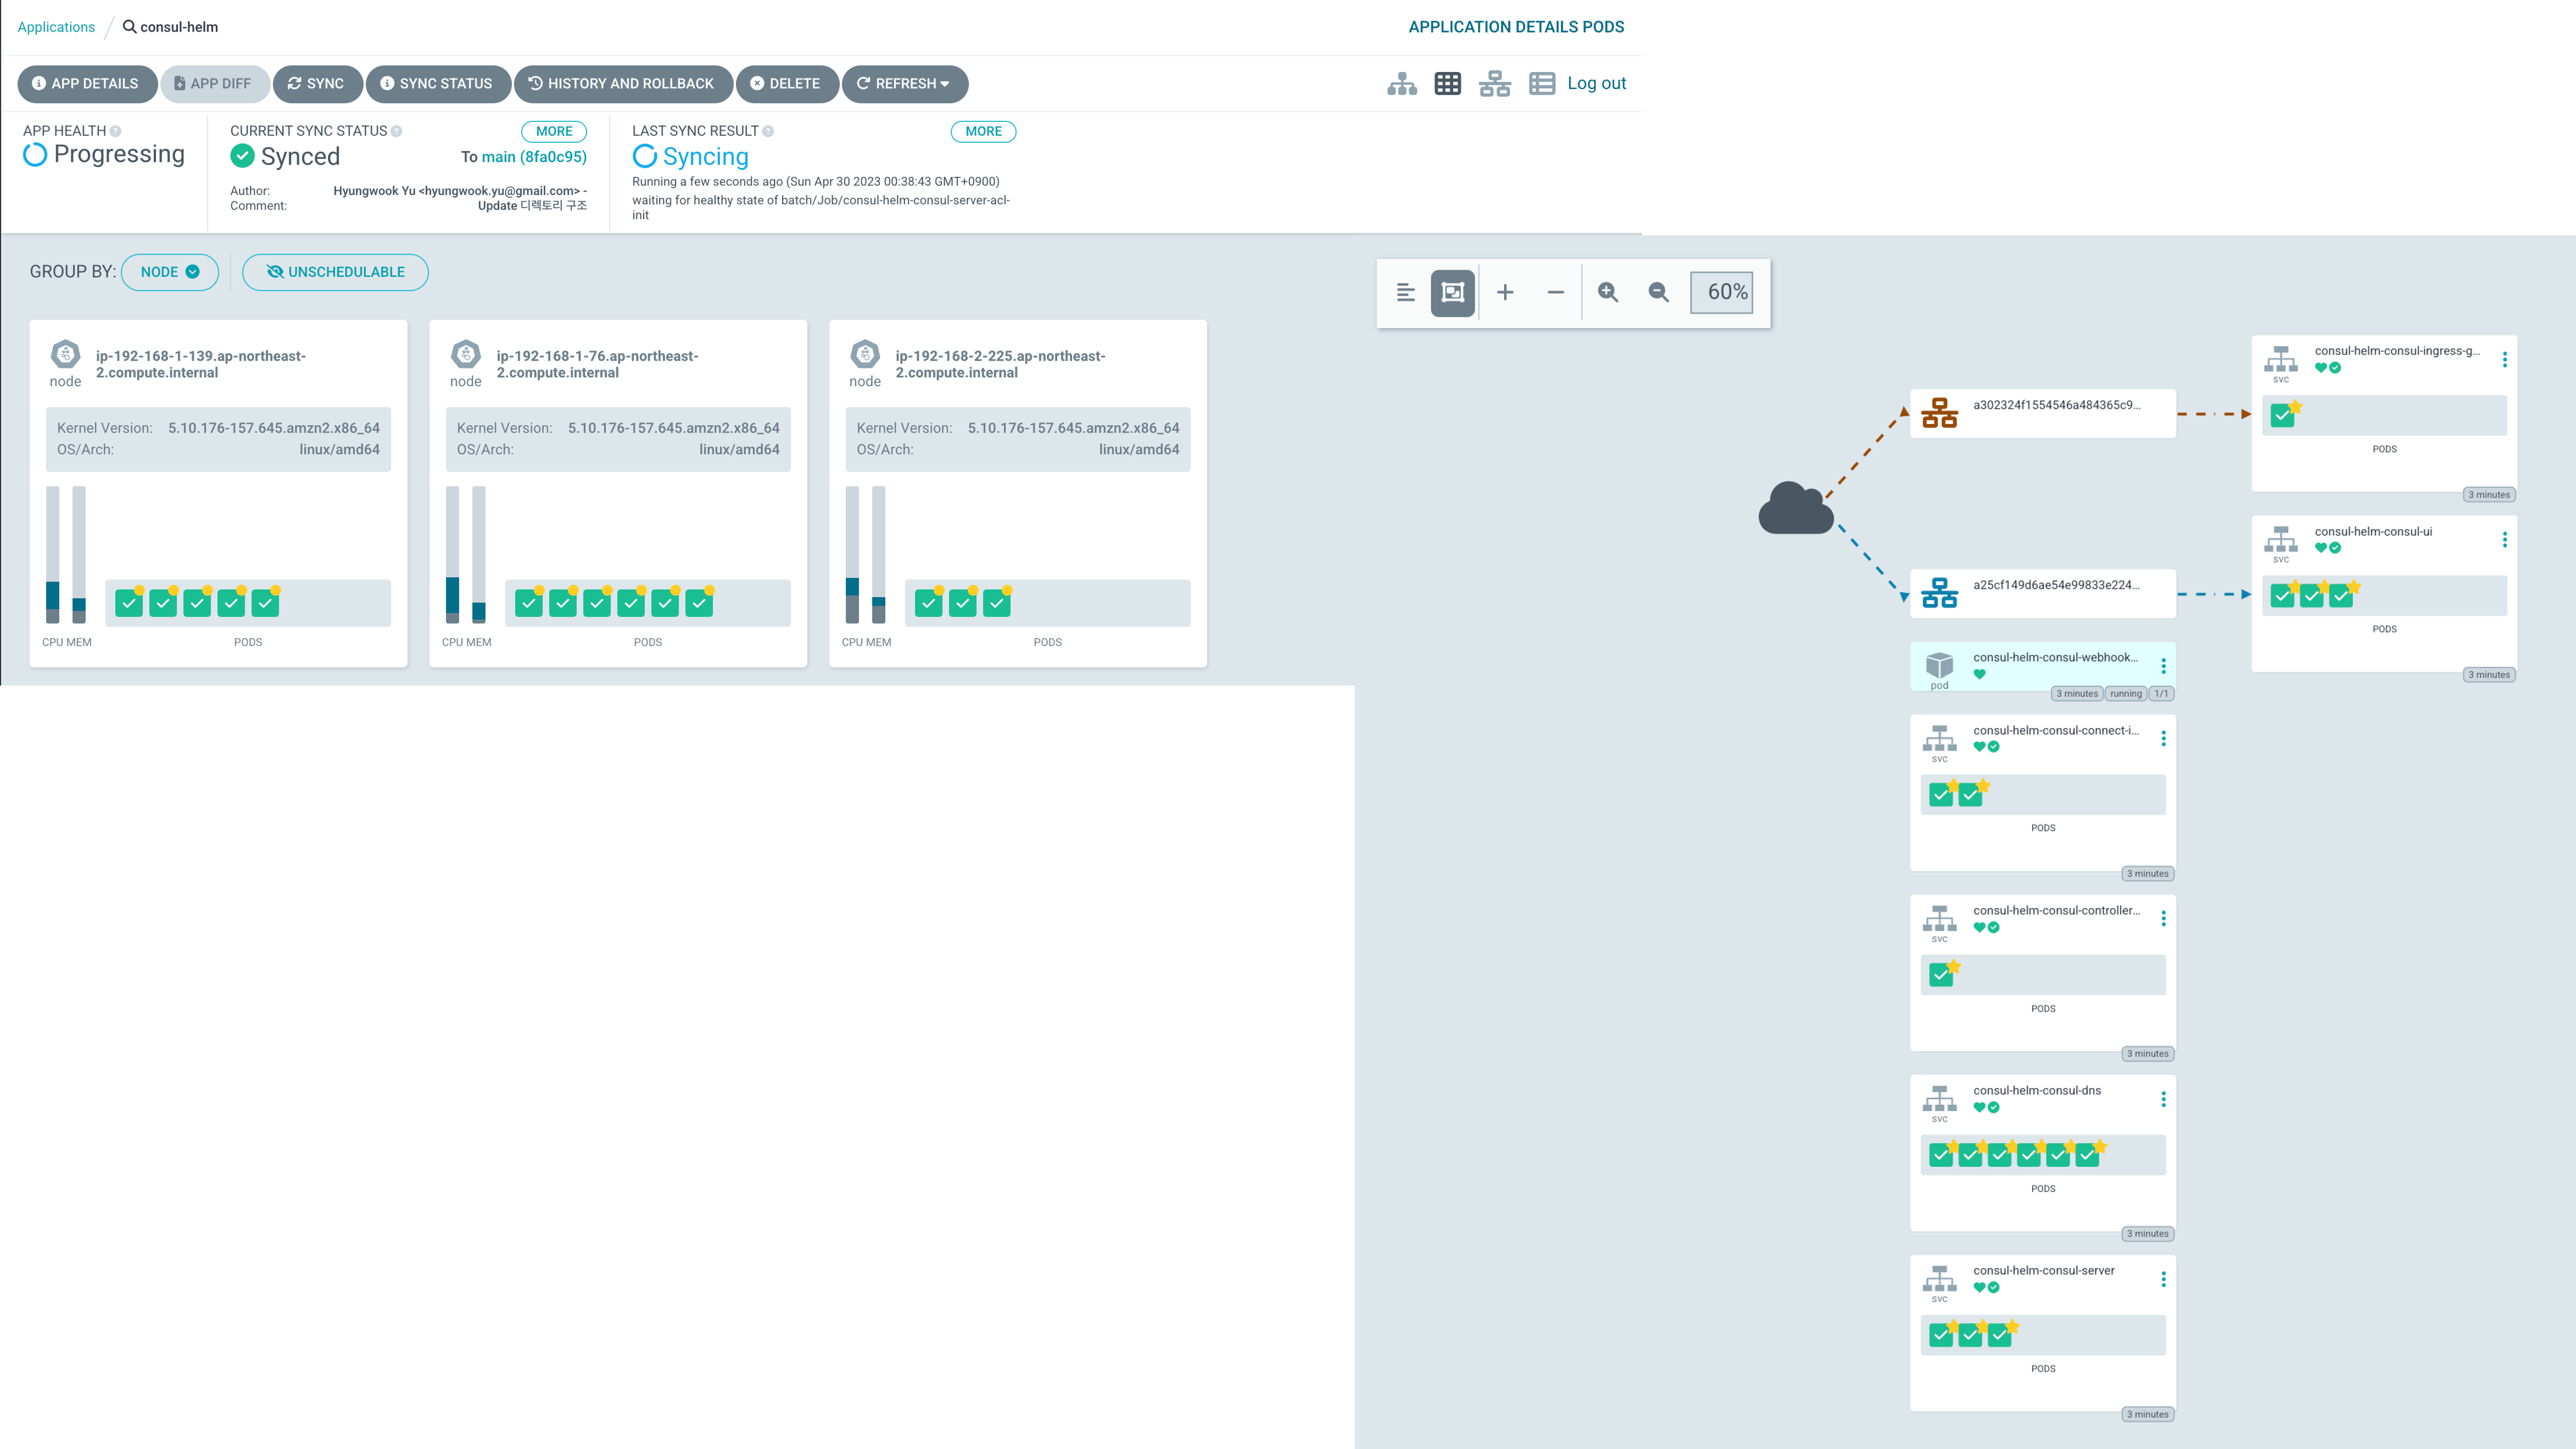 Applications / consul-helm
APPLICATION DETAILS PODS
APP DETAILS
APP DIFF
SYNC
SYNC STATUS
HISTORY AND ROLLBACK
DELETE
REFRESH
Log out
APP HEALTH
Progressing
CURRENT SYNC STATUS
MORE
Synced
To main (8fa0c95)
Author: Hyungwook Yu <hyungwook.yu@gmail.com> -
Comment: Update 디렉토리 구조
LAST SYNC RESULT
MORE
Syncing
Running a few seconds ago (Sun Apr 30 2023 00:38:43 GMT+0900)
waiting for healthy state of batch/Job/consul-helm-consul-server-acl-
init
GROUP BY: NODE
UNSCHEDULABLE
node
ip-192-168-1-139.ap-northeast-
2.compute.internal
Kernel Version: 5.10.176-157.645.amzn2.x86_64
OS/Arch: linux/amd64
CPU MEM
PODS
node
ip-192-168-1-76.ap-northeast-
2.compute.internal
Kernel Version: 5.10.176-157.645.amzn2.x86_64
OS/Arch: linux/amd64
CPU MEM
PODS
node
ip-192-168-2-225.ap-northeast-
2.compute.internal
Kernel Version: 5.10.176-157.645.amzn2.x86_64
OS/Arch: linux/amd64
CPU MEM
PODS
60%
a302324f1554546a484365c9...
consul-helm-consul-ingress-g...
svc
PODS
3 minutes
a25cf149d6ae54e99833e224...
consul-helm-consul-ui
svc
PODS
3 minutes
consul-helm-consul-webhook...
pod
3 minutes running 1/1
consul-helm-consul-connect-i...
svc
PODS
3 minutes
consul-helm-consul-controller...
svc
PODS
3 minutes
consul-helm-consul-dns
svc
PODS
3 minutes
consul-helm-consul-server
svc
PODS
3 minutes